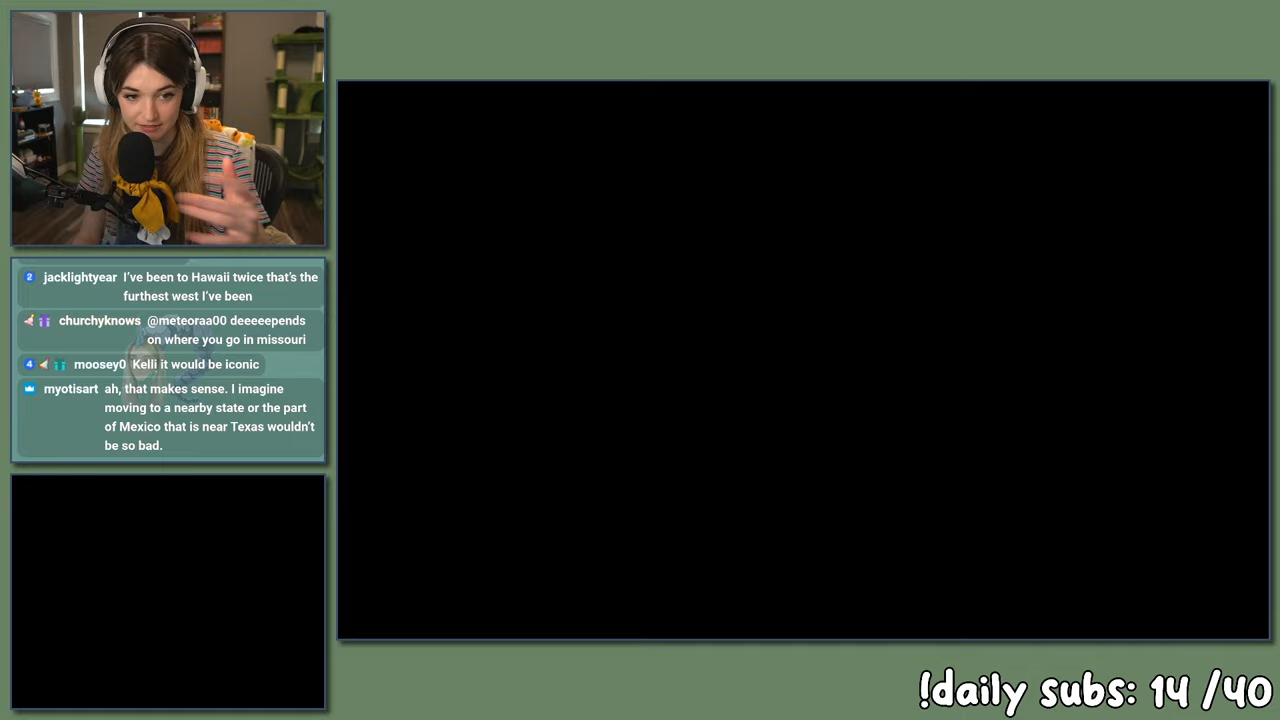 2 jacklightyear I've been to Hawaii twice that's the
furthest west I've been
churchyknows @meteoraa00 deeeeepends
on where you go in missouri
4 moosey0 Kelli it would be iconic
myotisart ah, that makes sense. I imagine
moving to a nearby state or the part
of Mexico that is near Texas wouldn't
be so bad.
!daily subs: 14 /40